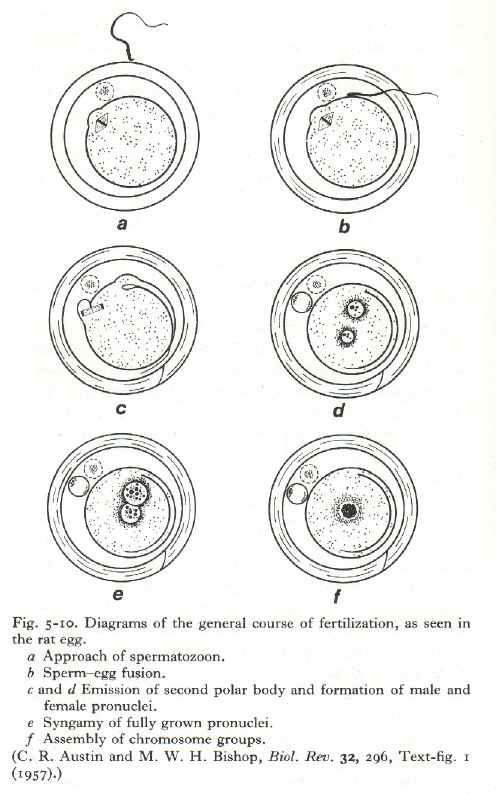 a
b
c
d
e
f
Fig. 5-10. Diagrams of the general course of fertilization, as seen in
the rat egg.
a Approach of spermatozoon.
b Sperm–egg fusion.
c and d Emission of second polar body and formation of male and
female pronuclei.
e Syngamy of fully grown pronuclei.
f Assembly of chromosome groups.
(C. R. Austin and M. W. H. Bishop, Biol. Rev. 32, 296, Text-fig. 1
(1957).)